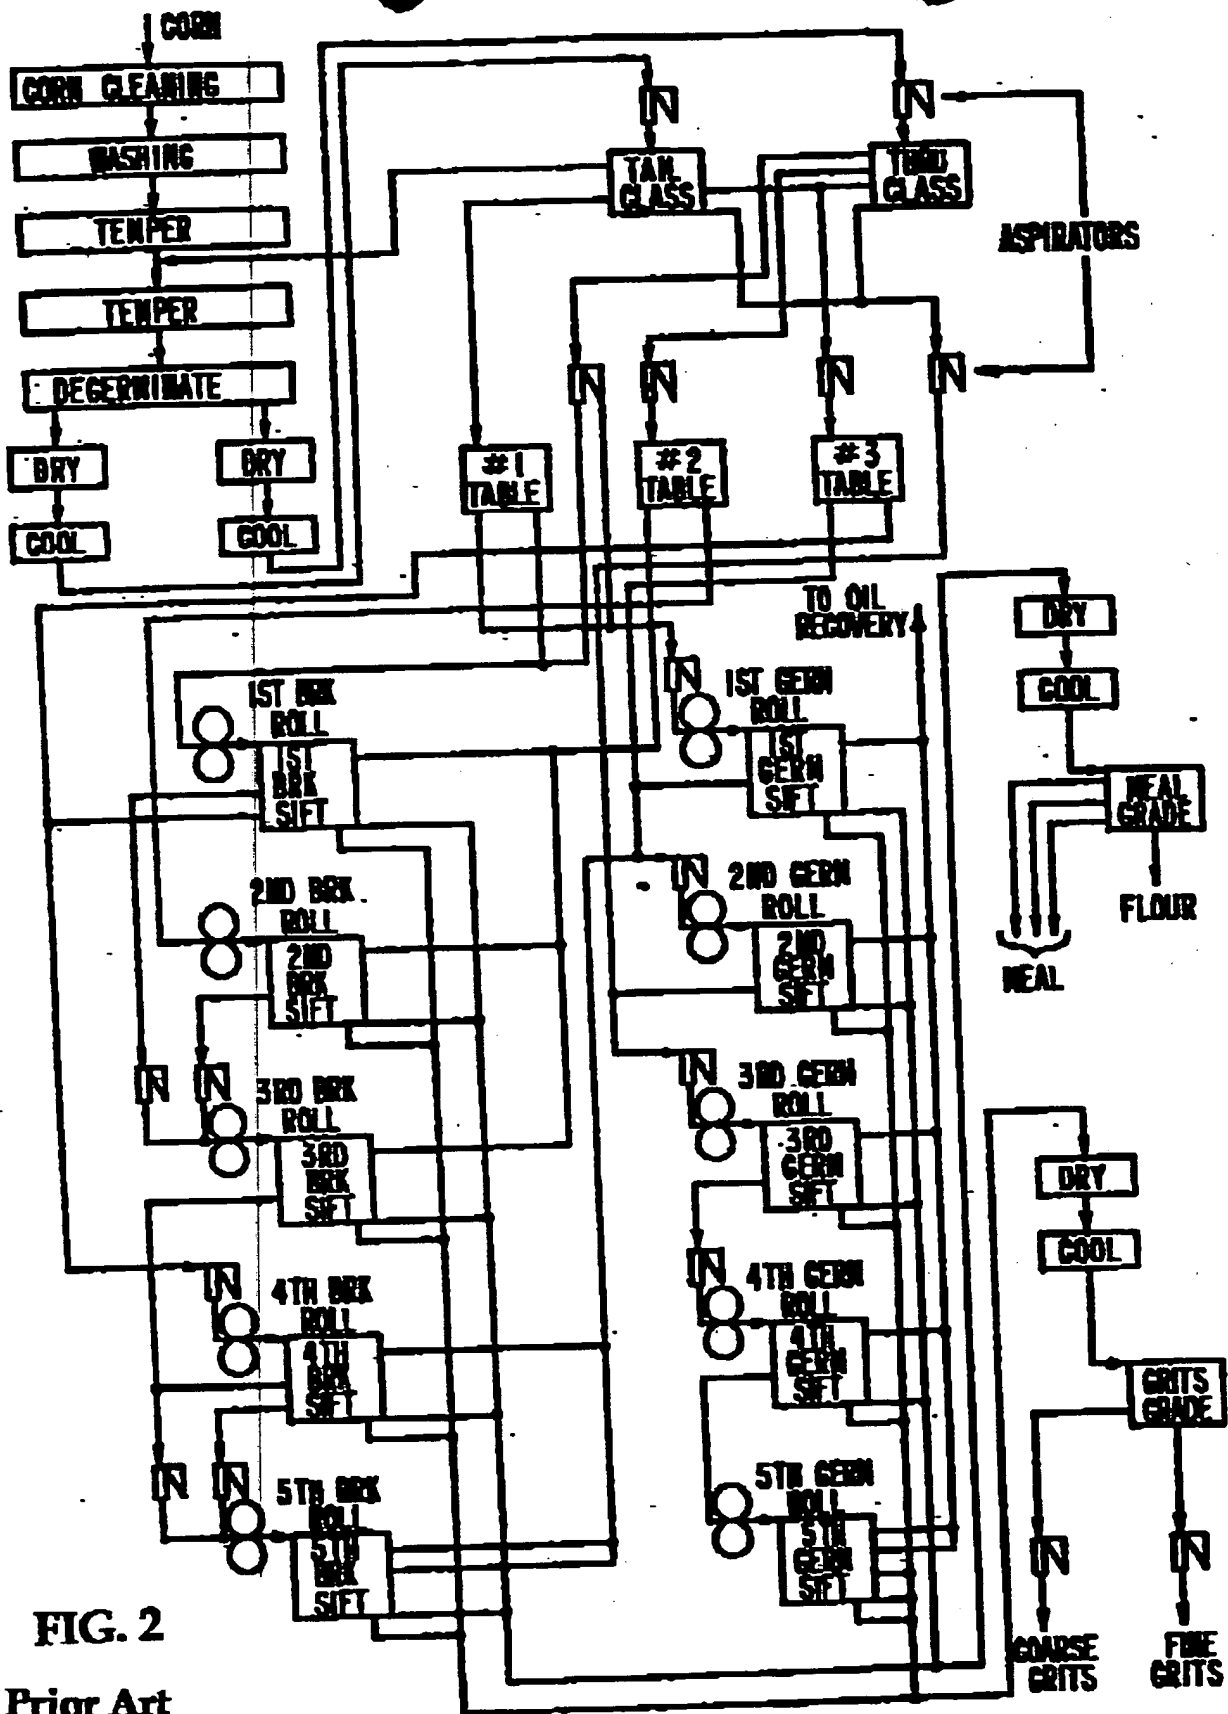 CORN
CORN CLEANING
WASHING
TEMPER
TEMPER
DEGERMINATE
DRY
DRY
COOL
COOL
TAIL
CLASS
THRU
CLASS
ASPIRATORS
#1
TABLE
#2
TABLE
#3
TABLE
TO OIL
RECOVERY
DRY
COOL
MEAL
GRADE
FLOUR
MEAL
1ST BRK
ROLL
1ST
BRK
SIFT
1ST GERM
ROLL
1ST
GERM
SIFT
2ND BRK
ROLL
2ND
BRK
SIFT
2ND GERM
ROLL
2ND
GERM
SIFT
3RD BRK
ROLL
3RD
BRK
SIFT
3RD GERM
ROLL
3RD
GERM
SIFT
DRY
COOL
GRITS
GRADE
4TH BRK
ROLL
4TH
BRK
SIFT
4TH GERM
ROLL
4TH
GERM
SIFT
5TH BRK
ROLL
5TH
BRK
SIFT
5TH GERM
ROLL
5TH
GERM
SIFT
COARSE
GRITS
FINE
GRITS
FIG. 2
Prior Art